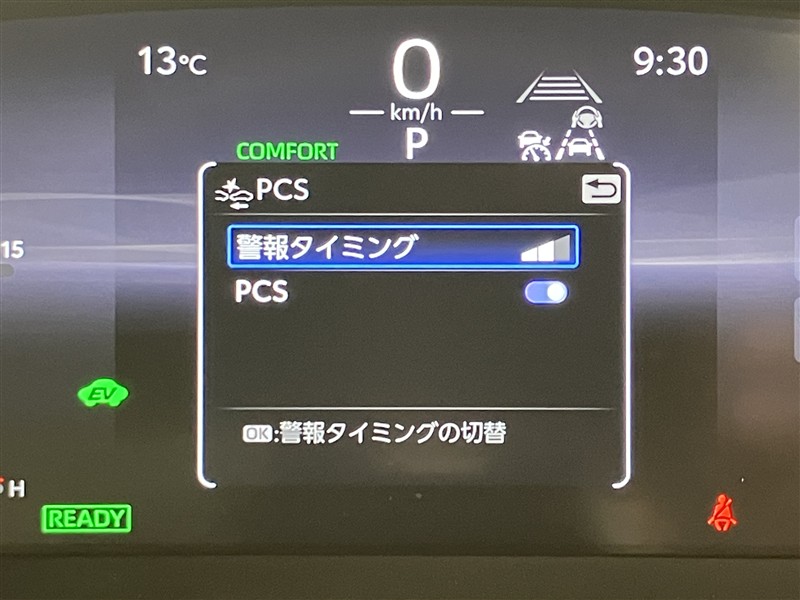 13℃
0
9:30
km/h
P
COMFORT
PCS
15
警報タイミング
PCS
EV
OK:警報タイミングの切替
H
READY